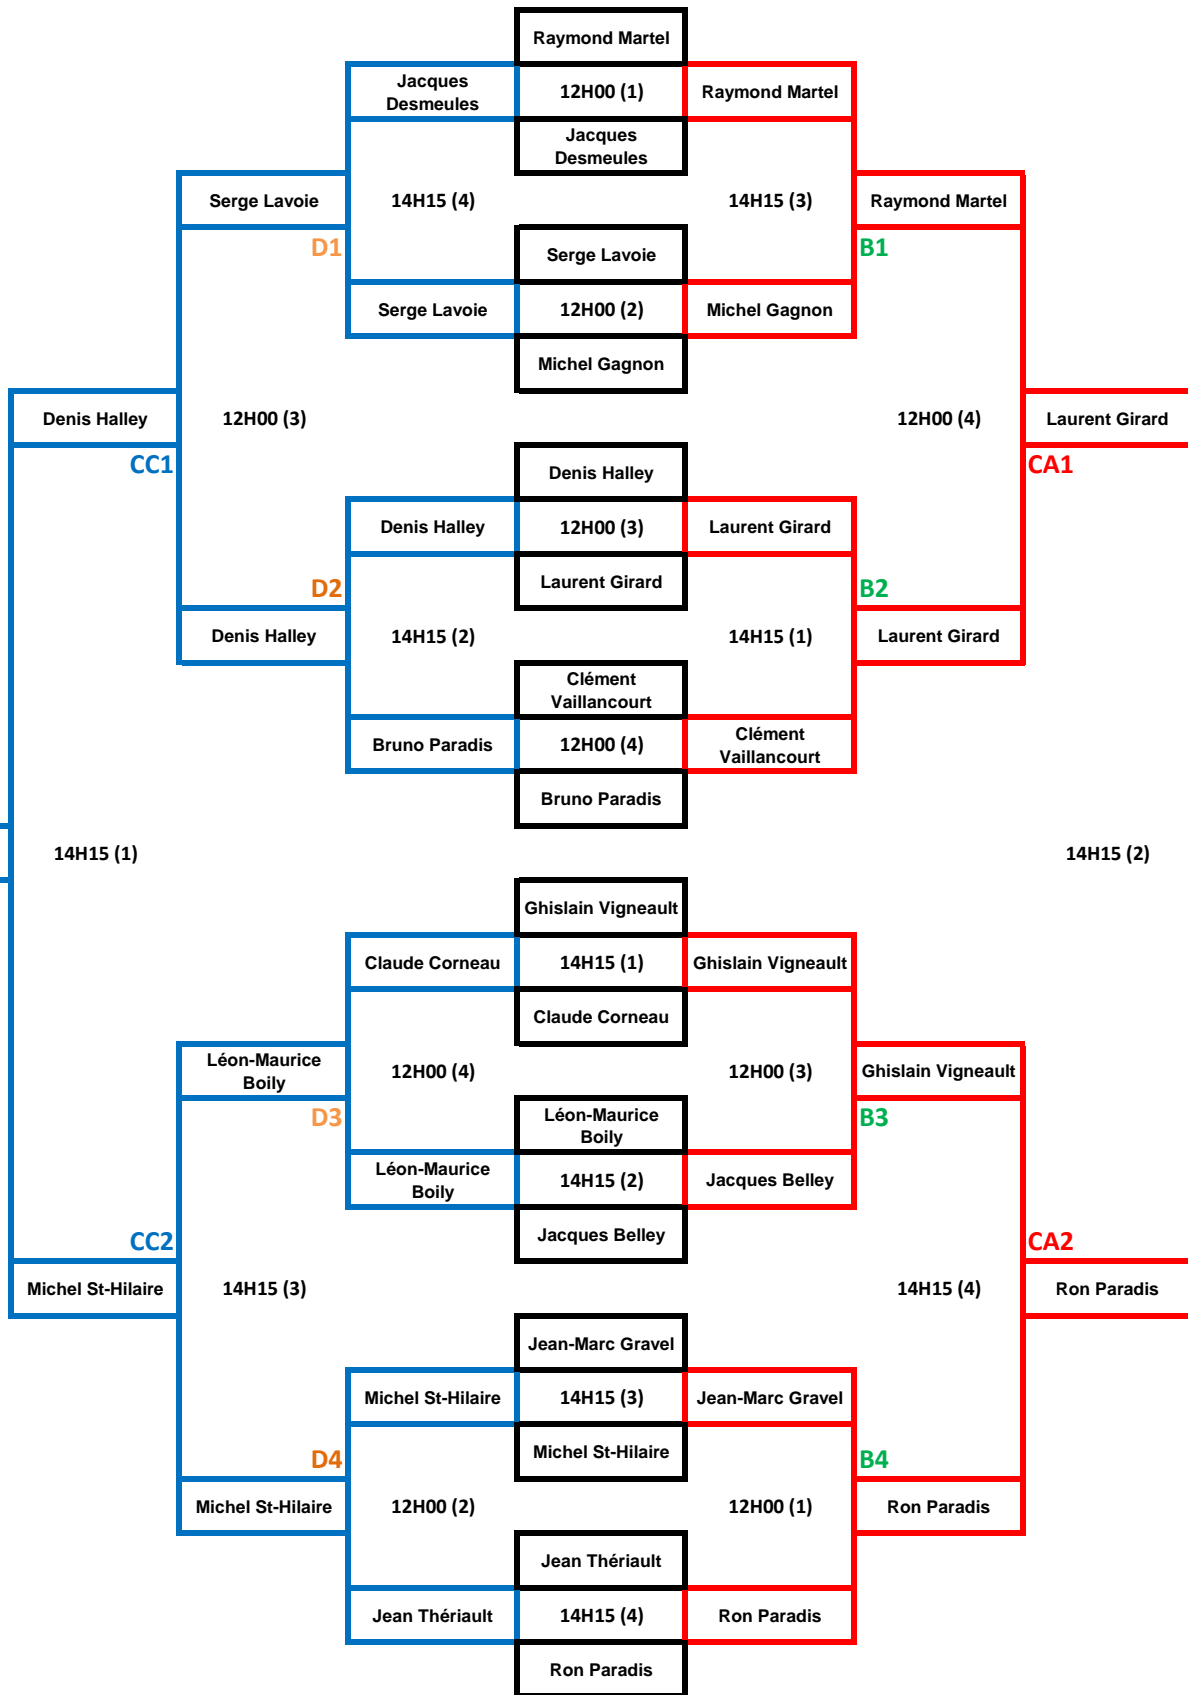 Raymond Martel
Jacques
Desmeules
12H00 (1)
Raymond Martel
Jacques
Desmeules
Serge Lavoie
14H15 (4)
14H15 (3)
Raymond Martel
D1
Serge Lavoie
B1
Serge Lavoie
12H00 (2)
Michel Gagnon
Michel Gagnon
Denis Halley
12H00 (3)
12H00 (4)
Laurent Girard
CC1
Denis Halley
CA1
Denis Halley
12H00 (3)
Laurent Girard
D2
Laurent Girard
B2
Denis Halley
14H15 (2)
14H15 (1)
Laurent Girard
Clément
Vaillancourt
Bruno Paradis
12H00 (4)
Clément
Vaillancourt
Bruno Paradis
14H15 (1)
14H15 (2)
Ghislain Vigneault
Claude Corneau
14H15 (1)
Ghislain Vigneault
Claude Corneau
Léon-Maurice
Boily
12H00 (4)
12H00 (3)
Ghislain Vigneault
D3
Léon-Maurice
Boily
B3
Léon-Maurice
Boily
14H15 (2)
Jacques Belley
CC2
Jacques Belley
CA2
Michel St-Hilaire
14H15 (3)
14H15 (4)
Ron Paradis
Jean-Marc Gravel
Michel St-Hilaire
14H15 (3)
Jean-Marc Gravel
D4
Michel St-Hilaire
B4
Michel St-Hilaire
12H00 (2)
12H00 (1)
Ron Paradis
Jean Thériault
Jean Thériault
14H15 (4)
Ron Paradis
Ron Paradis